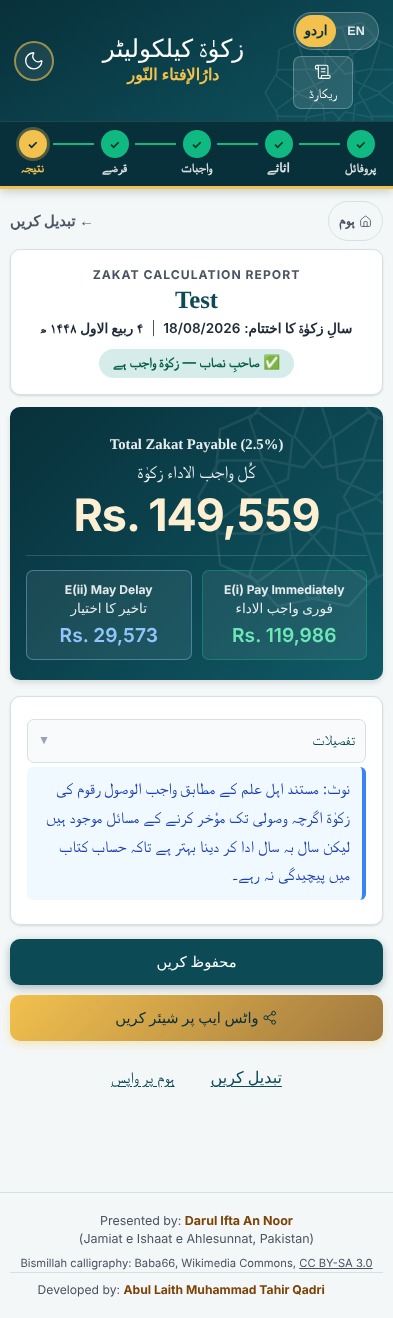 زکوٰۃ کیلکولیٹر
دارُالإفتاء النّور
اردو
EN
ریکارڈ
پروفائل
اثاثے
واجبات
قرضے
نتیجہ
ہوم
← تبدیل کریں
ZAKAT CALCULATION REPORT
Test
سالِ زکوٰۃ کا اختتام: 18/08/2026 | ۴ ربیع الاول ۱۴۴۸ ھ
✅ صاحبِ نصاب — زکوٰۃ واجب ہے
Total Zakat Payable (2.5%)
کُل واجب الاداء زکوٰۃ
Rs. 149,559
E(i) Pay Immediately
فوری واجب الاداء
Rs. 119,986
E(ii) May Delay
تاخیر کا اختیار
Rs. 29,573
تفصیلات
▼
نوٹ: مستند اہل علم کے مطابق واجب الوصول رقوم کی
زکوٰۃ اگرچہ وصولی تک مؤخر کرنے کے مسائل موجود ہیں
لیکن سال بہ سال ادا کر دینا بہتر ہے تاکہ حساب کتاب
میں پیچیدگی نہ رہے۔
محفوظ کریں
واٹس ایپ پر شیئر کریں
تبدیل کریں
ہوم پر واپس
Presented by: Darul Ifta An Noor
(Jamiat e Ishaat e Ahlesunnat, Pakistan)
Bismillah calligraphy: Baba66, Wikimedia Commons, CC BY-SA 3.0
Developed by: Abul Laith Muhammad Tahir Qadri